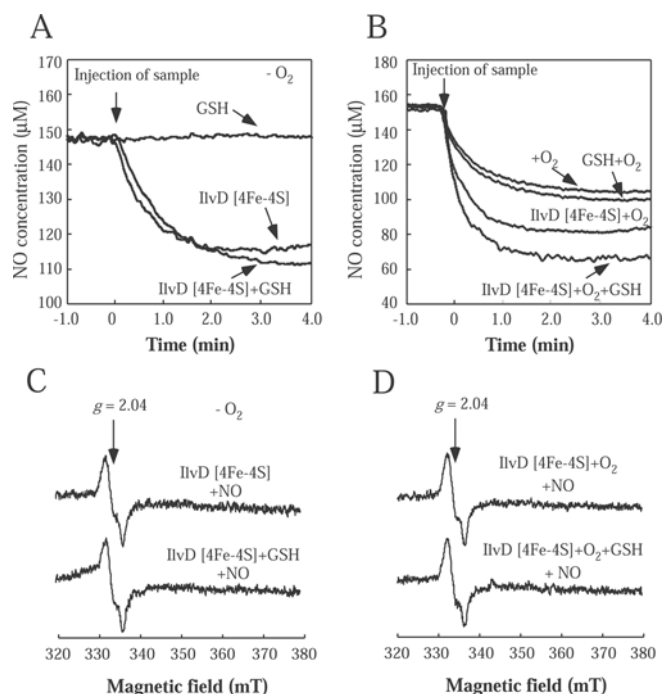 A
Injection of sample
- O2
GSH
IlvD [4Fe-4S]
IlvD [4Fe-4S]+GSH
NO concentration (µM)
170
160
150
140
130
120
110
100
-1.0 0 1.0 2.0 3.0 4.0
Time (min)
B
Injection of sample
+O2
GSH+O2
IlvD [4Fe-4S]+O2
IlvD [4Fe-4S]+O2+GSH
NO concentration (µM)
180
160
140
120
100
80
60
40
-1.0 0 1.0 2.0 3.0 4.0
Time (min)
C
g = 2.04
- O2
IlvD [4Fe-4S]
+NO
IlvD [4Fe-4S]+GSH
+NO
320 330 340 350 360 370 380
Magnetic field (mT)
D
g = 2.04
IlvD [4Fe-4S]+O2
+NO
IlvD [4Fe-4S]+O2+GSH
+ NO
320 330 340 350 360 370 380
Magnetic field (mT)